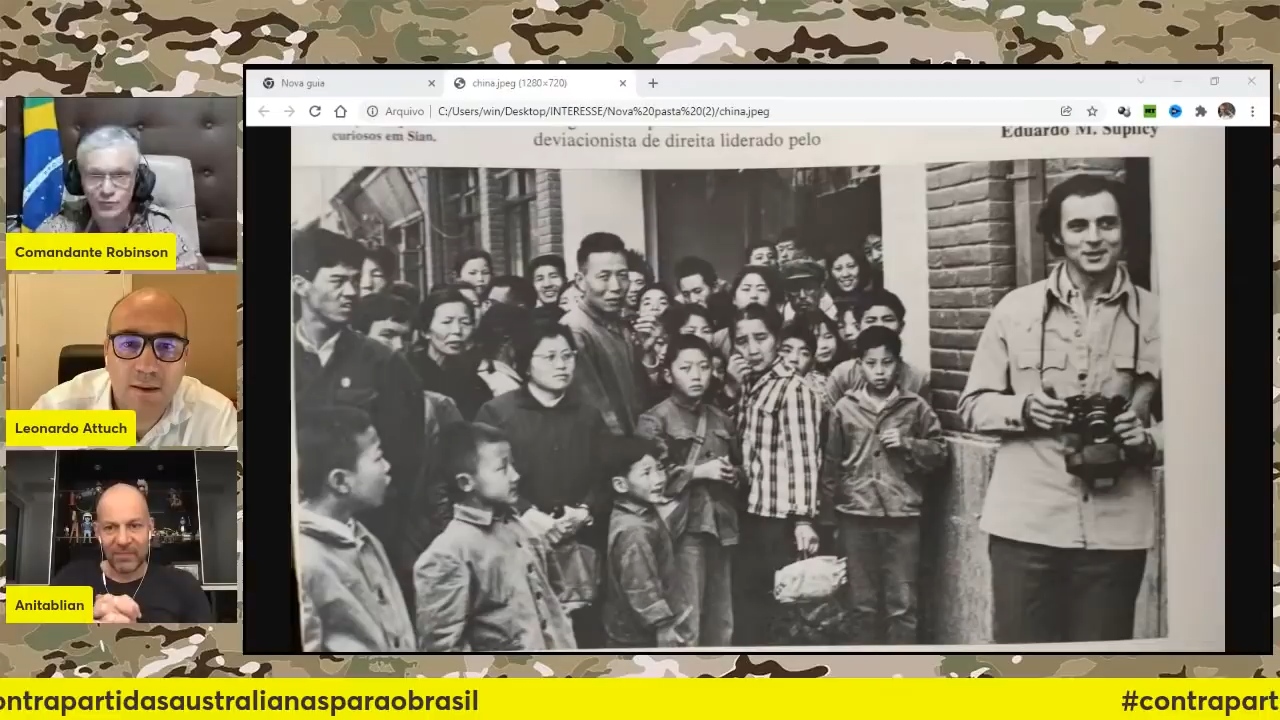 Nova guia
china.jpeg (1280×720)
Arquivo
C:/Users/win/Desktop/INTERESSE/Nova%20pasta%20(2)/china.jpeg
curiosos em Sian.
deviacionista de direita liderado pelo
Eduardo M. Suplicy
Comandante Robinson
Leonardo Attuch
Anitablian
ontrapartidasaustralianasparaobrasil
#contrapart